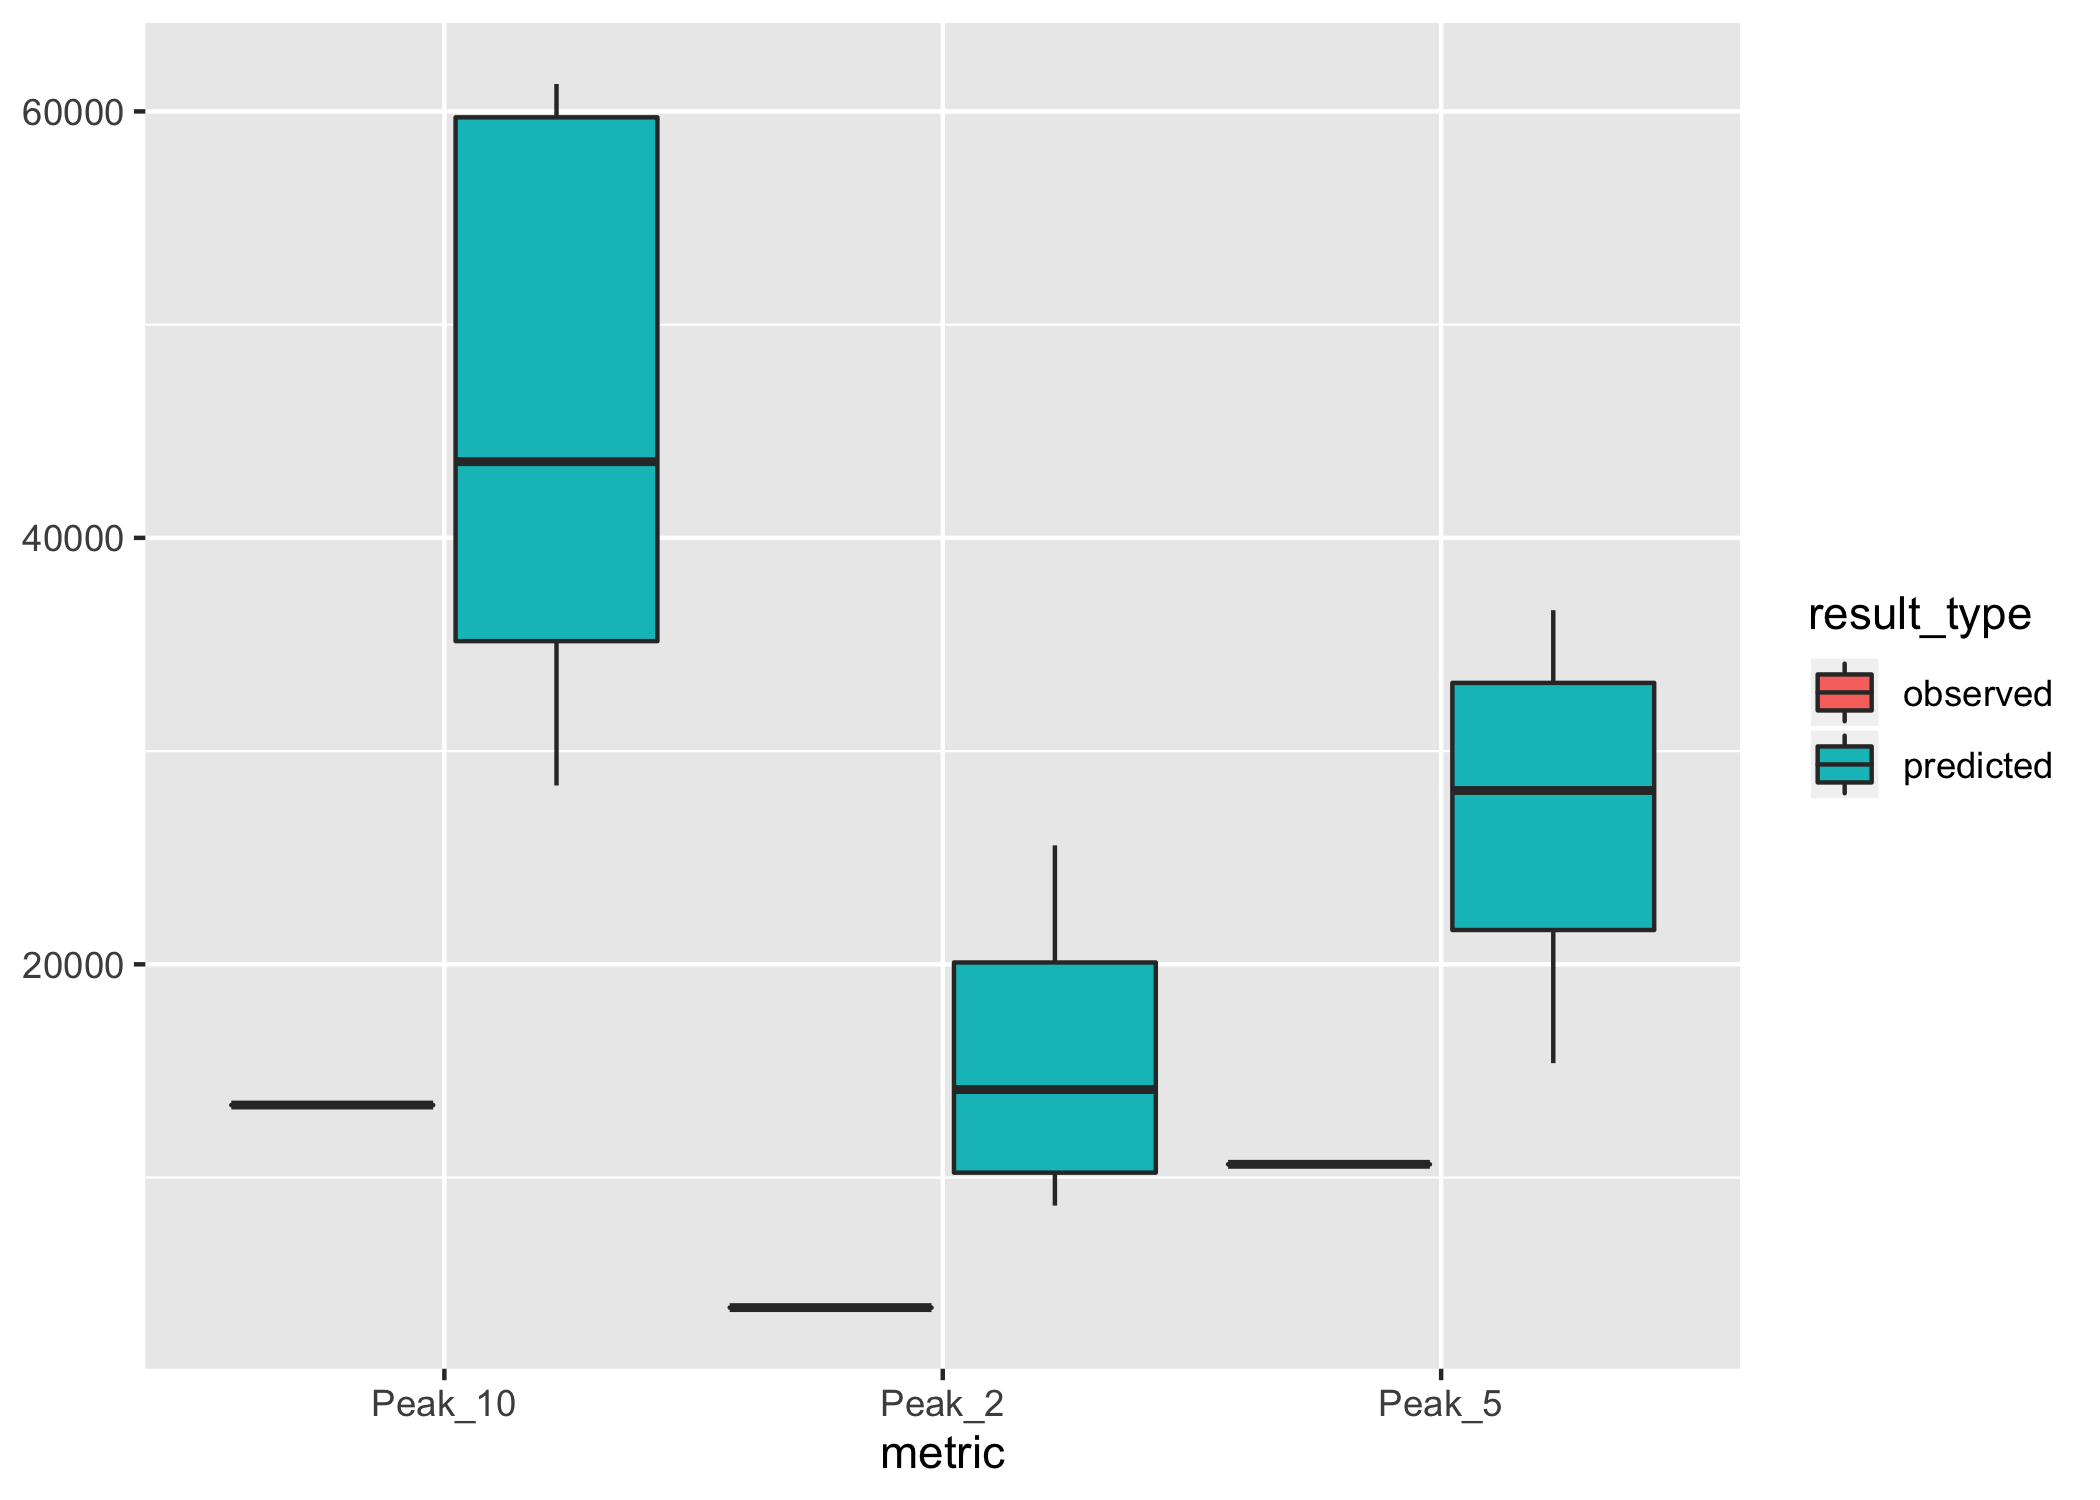 60000
40000
20000
Peak_10
Peak_2
Peak_5
metric
result_type
observed
predicted